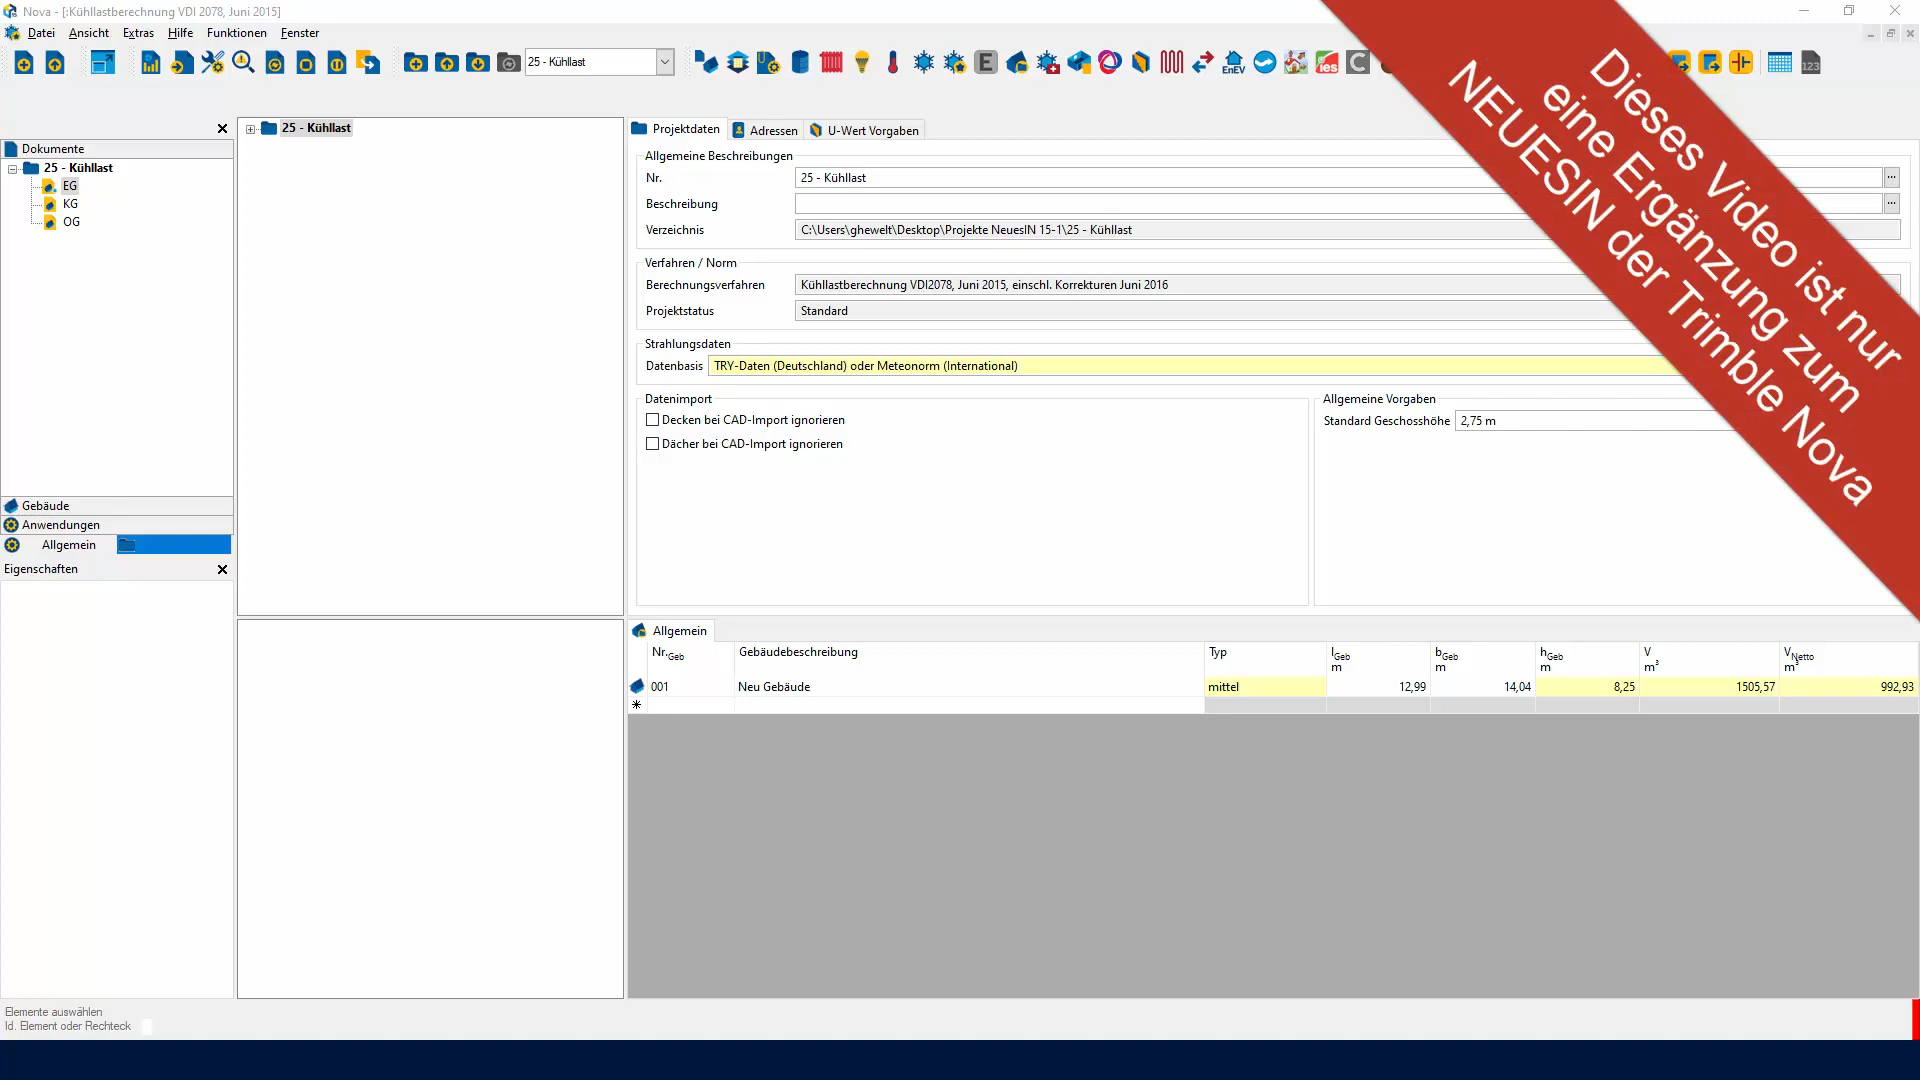 Nova - [:Kühllastberechnung VDI 2078, Juni 2015]
Datei Ansicht Extras Hilfe Funktionen Fenster
25 - Kühllast
E
EnEV
ies
C
123
Dokumente
25 - Kühllast
EG
KG
OG
Gebäude
Anwendungen
Allgemein
Eigenschaften
25 - Kühllast
Projektdaten Adressen U-Wert Vorgaben
Allgemeine Beschreibungen
Nr. 25 - Kühllast ...
Beschreibung ...
Verzeichnis C:\Users\ghewelt\Desktop\Projekte NeuesIN 15-1\25 - Kühllast
Verfahren / Norm
Berechnungsverfahren Kühllastberechnung VDI2078, Juni 2015, einschl. Korrekturen Juni 2016
Projektstatus Standard
Strahlungsdaten
Datenbasis TRY-Daten (Deutschland) oder Meteonorm (International)
Datenimport
Decken bei CAD-Import ignorieren
Dächer bei CAD-Import ignorieren
Allgemeine Vorgaben
Standard Geschosshöhe 2,75 m
Dieses Video ist nur
eine Ergänzung zum
NEUESIN der Trimble Nova
Allgemein
Nr.Geb Gebäudebeschreibung Typ lGeb bGeb hGeb V VNetto
m m m m³ m³
001 Neu Gebäude mittel 12,99 14,04 8,25 1505,57 992,93
Elemente auswählen
Id. Element oder Rechteck